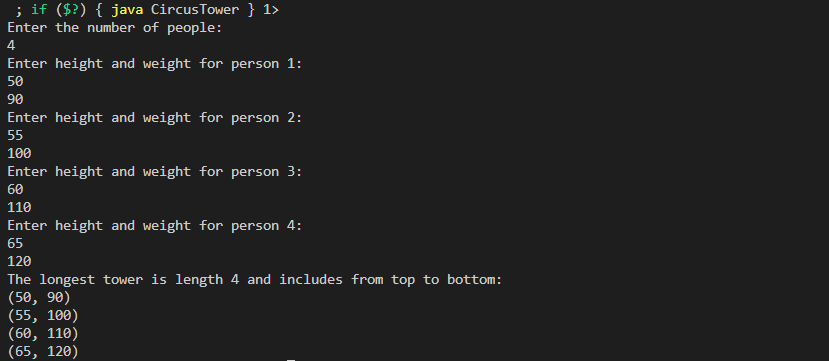 ; if ($?) { java CircusTower } 1>
Enter the number of people:
4
Enter height and weight for person 1:
50
90
Enter height and weight for person 2:
55
100
Enter height and weight for person 3:
60
110
Enter height and weight for person 4:
65
120
The longest tower is length 4 and includes from top to bottom:
(50, 90)
(55, 100)
(60, 110)
(65, 120)